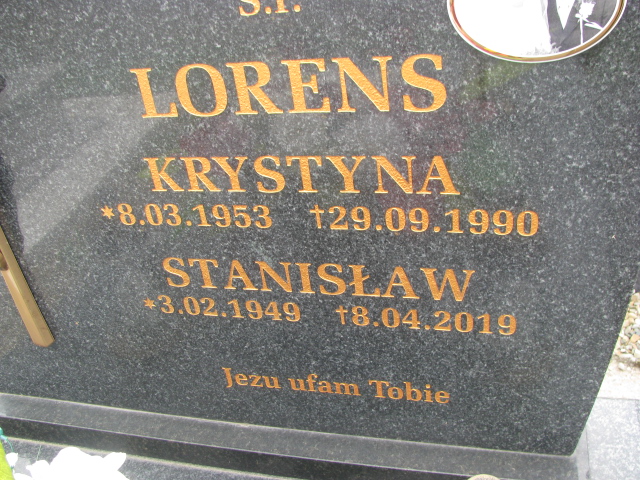 Ś.P.
LORENS
KRYSTYNA
*8.03.1953 †29.09.1990
STANISŁAW
*3.02.1949 †8.04.2019
Jezu ufam Tobie